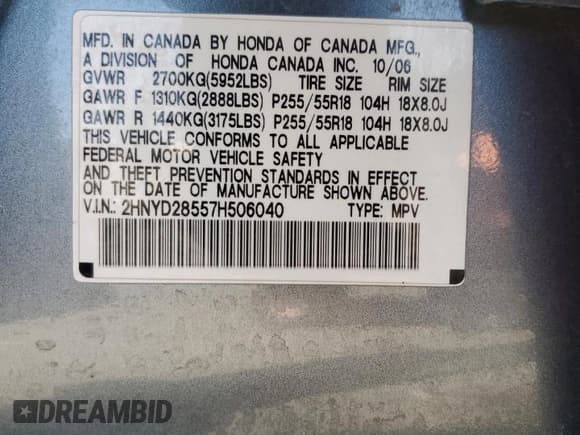 MFD. IN CANADA BY HONDA OF CANADA MFG.,
A DIVISION OF HONDA CANADA INC. 10/06
GVWR 2700KG(5952LBS) TIRE SIZE RIM SIZE
GAWR F 1310KG(2888LBS) P255/55R18 104H 18X8.0J
GAWR R 1440KG(3175LBS) P255/55R18 104H 18X8.0J
THIS VEHICLE CONFORMS TO ALL APPLICABLE
FEDERAL MOTOR VEHICLE SAFETY
AND THEFT PREVENTION STANDARDS IN EFFECT ON
THE DATE OF MANUFACTURE SHOWN ABOVE.
V.I.N.: 2HNYD28557H506040 TYPE: MPV
DREAMBID